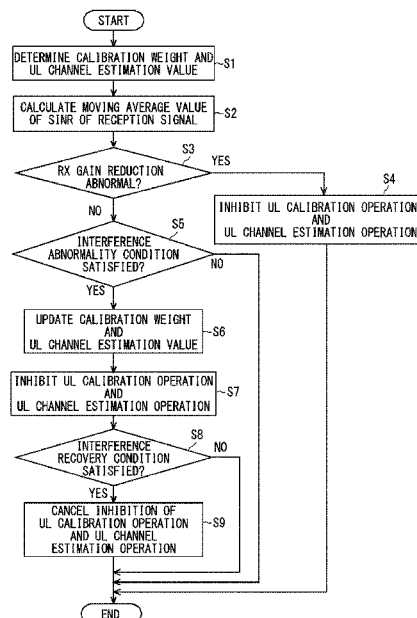 START
DETERMINE CALIBRATION WEIGHT AND
UL CHANNEL ESTIMATION VALUE
S1
CALCULATE MOVING AVERAGE VALUE
OF SINR OF RECEPTION SIGNAL
S2
S3
RX GAIN REDUCTION
ABNORMAL?
YES
NO
S4
INHIBIT UL CALIBRATION OPERATION
AND
UL CHANNEL ESTIMATION OPERATION
S5
INTERFERENCE
ABNORMALITY CONDITION
SATISFIED?
NO
YES
UPDATE CALIBRATION WEIGHT
AND
UL CHANNEL ESTIMATION VALUE
S6
INHIBIT UL CALIBRATION OPERATION
AND
UL CHANNEL ESTIMATION OPERATION
S7
S8
INTERFERENCE
RECOVERY CONDITION
SATISFIED?
NO
YES
CANCEL INHIBITION OF
UL CALIBRATION OPERATION
AND UL CHANNEL
ESTIMATION OPERATION
S9
END